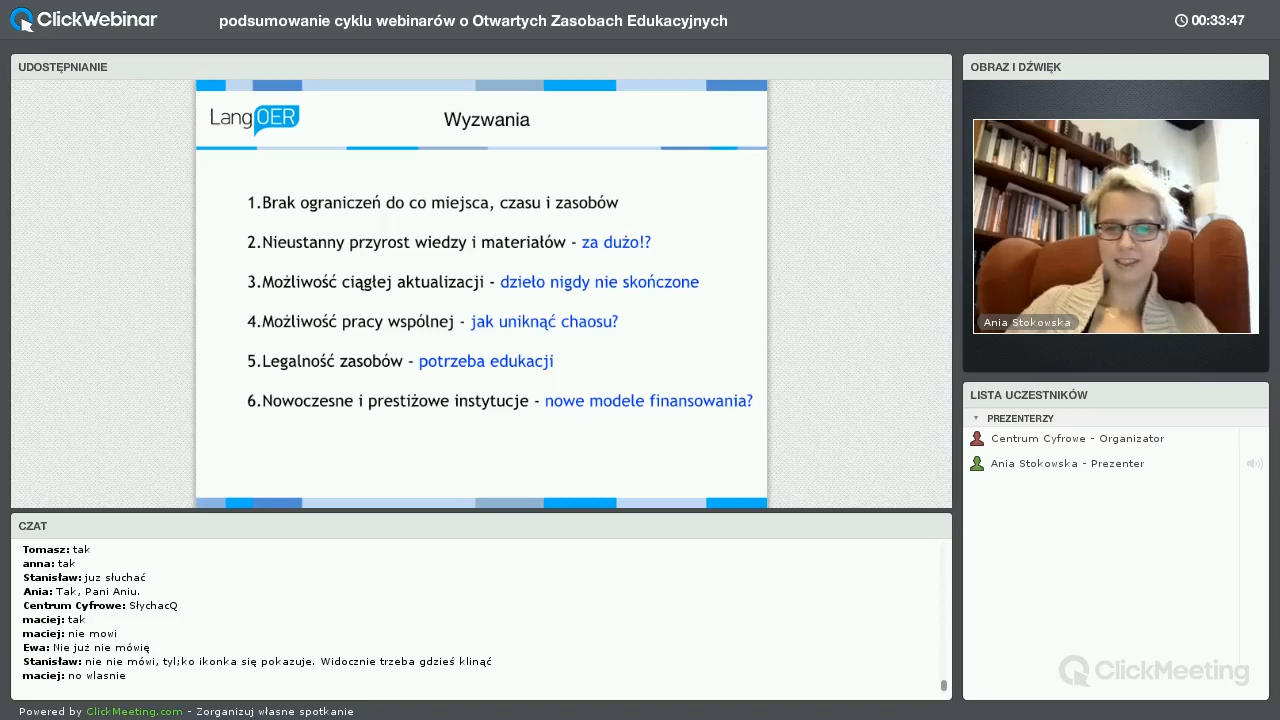 ClickWebinar
podsumowanie cyklu webinarów o Otwartych Zasobach Edukacyjnych
00:33:47
UDOSTĘPNIANIE
LangOER
Wyzwania
1.Brak ograniczeń do co miejsca, czasu i zasobów
2.Nieustanny przyrost wiedzy i materiałów - za dużo!?
3.Możliwość ciągłej aktualizacji - dzieło nigdy nie skończone
4.Możliwość pracy wspólnej - jak uniknąć chaosu?
5.Legalność zasobów - potrzeba edukacji
6.Nowoczesne i prestiżowe instytucje - nowe modele finansowania?
OBRAZ I DŹWIĘK
Ania Stokowska
LISTA UCZESTNIKÓW
PREZENTERZY
Centrum Cyfrowe - Organizator
Ania Stokowska - Prezenter
CZAT
Tomasz: tak
anna: tak
Stanisław: juz słuchać
Ania: Tak, Pani Aniu.
Centrum Cyfrowe: SłychacQ
maciej: tak
maciej: nie mowi
Ewa: Nie już nie mówię
Stanisław: nie nie mówi, tyl;ko ikonka się pokazuje. Widocznie trzeba gdzieś klinąć
maciej: no wlasnie
ClickMeeting
Powered by ClickMeeting.com - Zorganizuj własne spotkanie